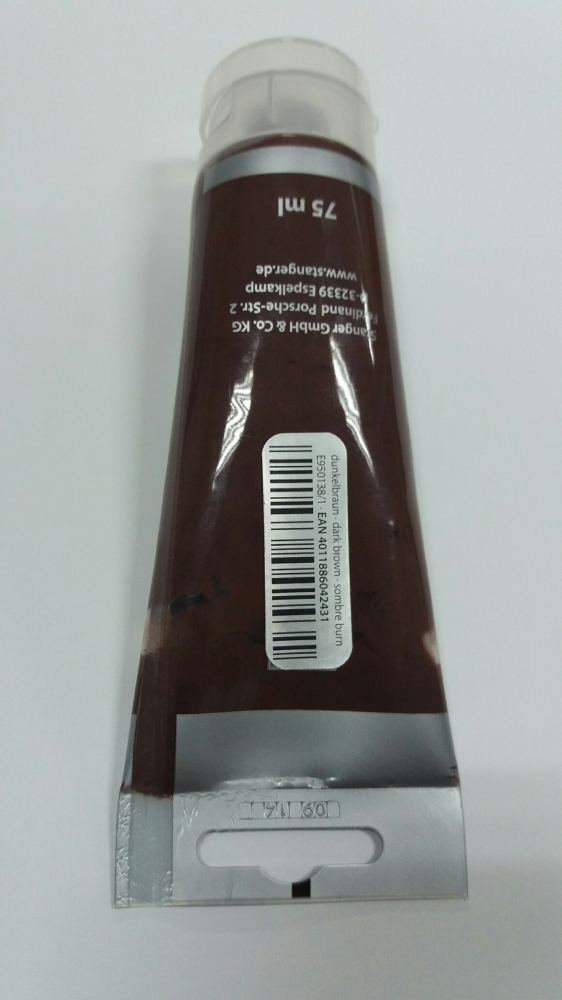 Stanger GmbH & Co. KG
Ferdinand Porsche-Str. 2
D-32339 Espelkamp
www.stanger.de
75 ml
dunkelbraun · dark brown · sombre burn
E950138/1 · EAN 4011886042431
09 14